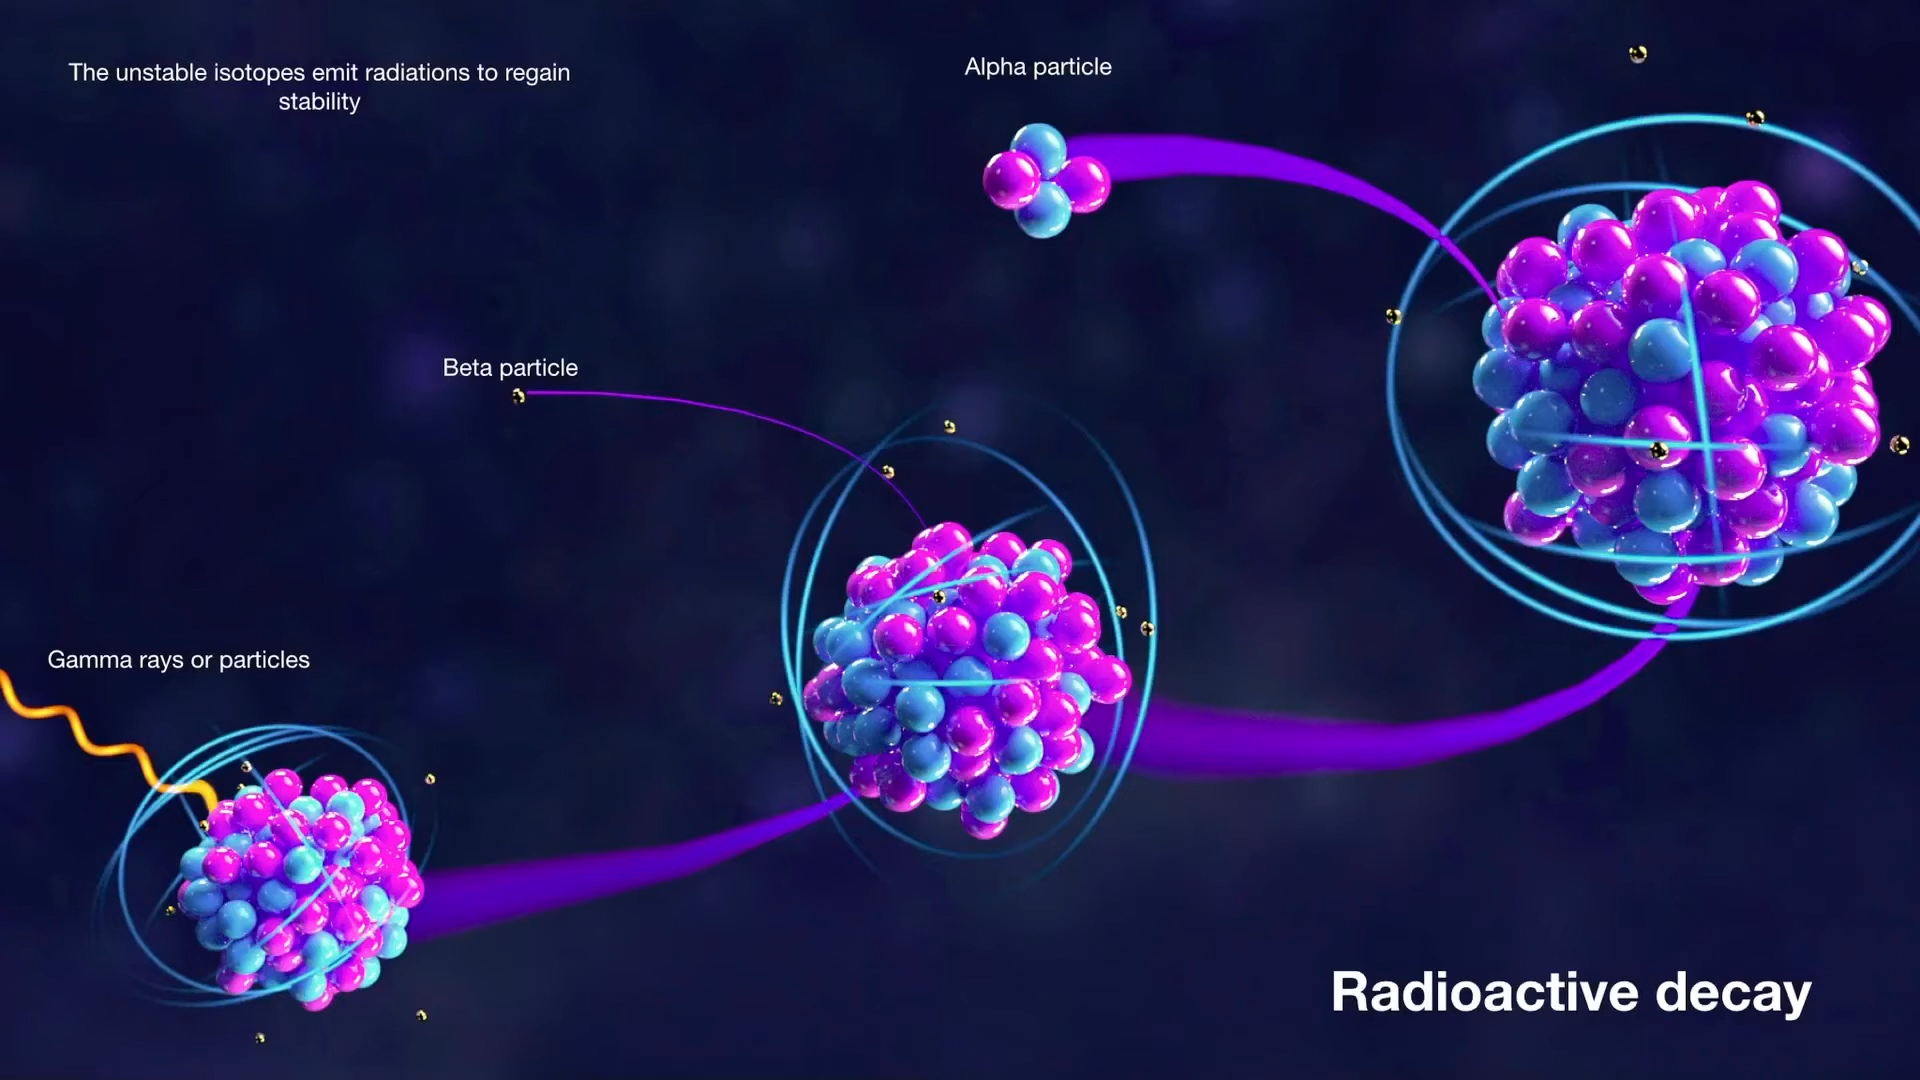 The unstable isotopes emit radiations to regain
stability
Alpha particle
Beta particle
Gamma rays or particles
Radioactive decay